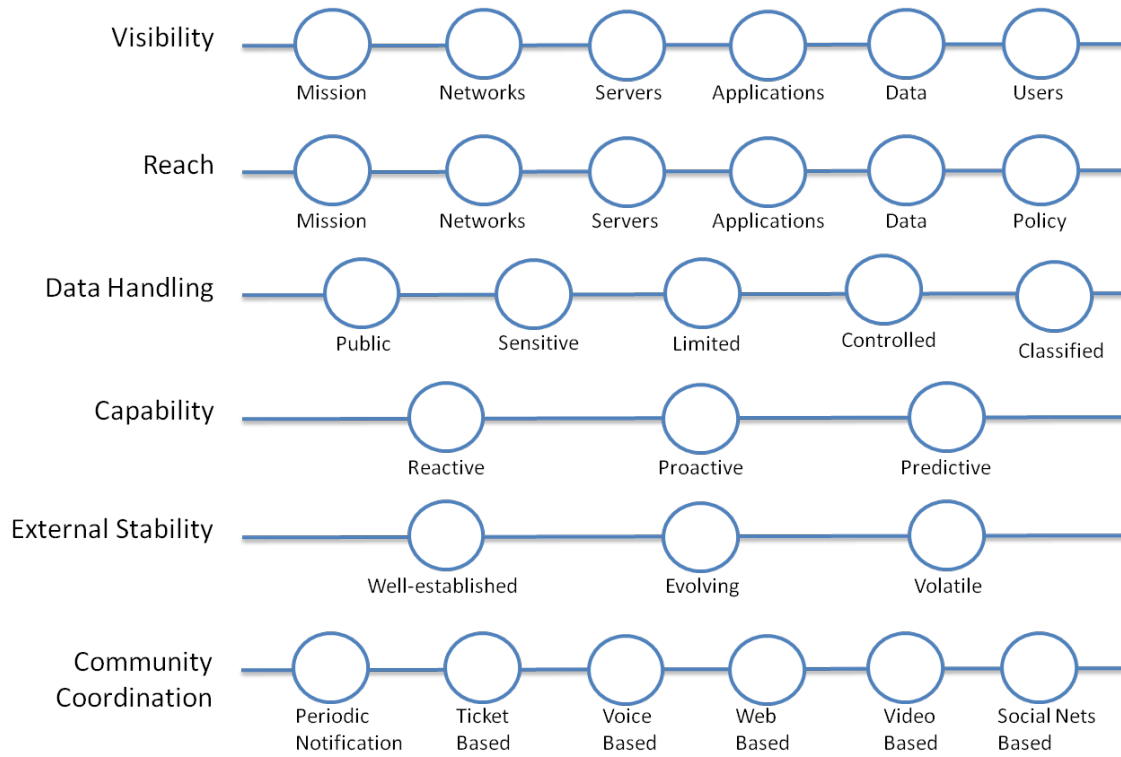 Visibility
Mission Networks Servers Applications Data Users
Reach
Mission Networks Servers Applications Data Policy
Data Handling
Public Sensitive Limited Controlled Classified
Capability
Reactive Proactive Predictive
External Stability
Well-established Evolving Volatile
Community
Coordination
Periodic Ticket Voice Web Video Social Nets
Notification Based Based Based Based Based